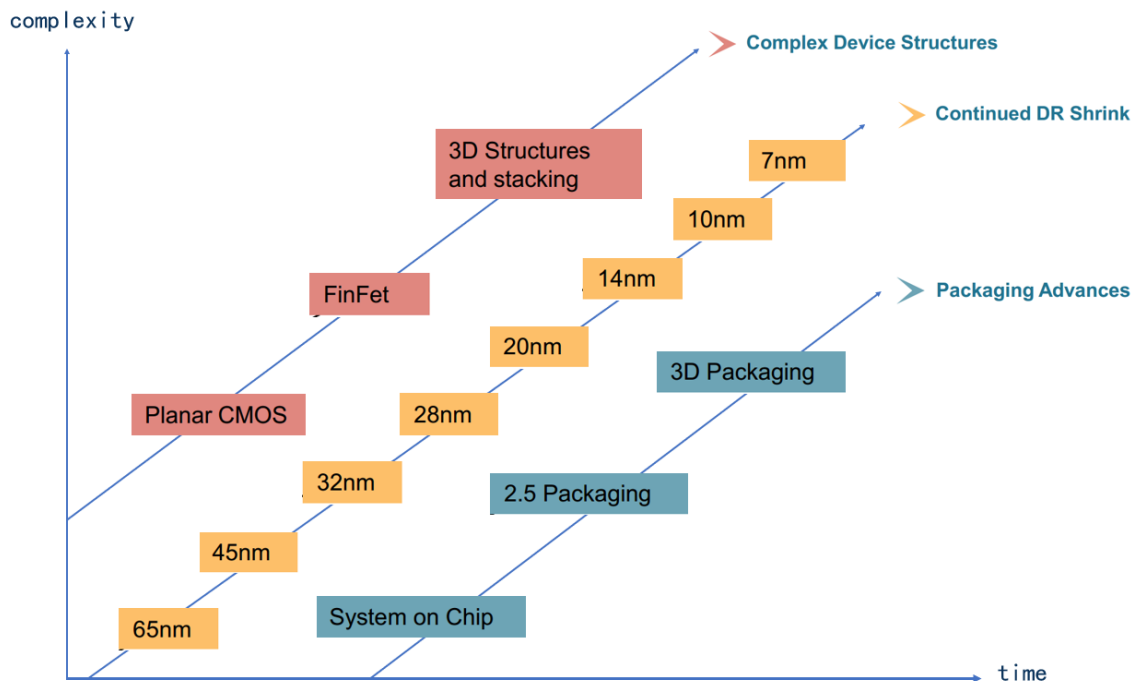 complexity
Complex Device Structures
Continued DR Shrink
3D Structures
and stacking
7nm
10nm
14nm
FinFet
Packaging Advances
20nm
3D Packaging
Planar CMOS
28nm
32nm
2.5 Packaging
45nm
System on Chip
65nm
time